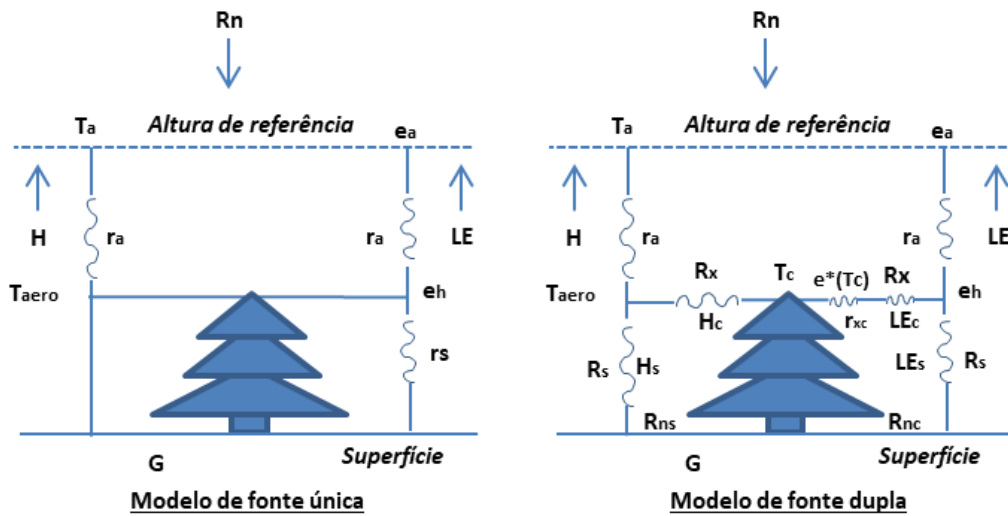 Rn
Ta
Altura de referência
ea
H
ra
ra
LE
Taero
eh
rs
Superfície
G
Modelo de fonte única
Rn
Ta
Altura de referência
ea
H
ra
ra
LE
Rx
Tc
e*(Tc)
Rx
Taero
eh
Hc
rxc
LEc
Rs
Hs
LEs
Rs
Rns
Rnc
G
Superfície
Modelo de fonte dupla